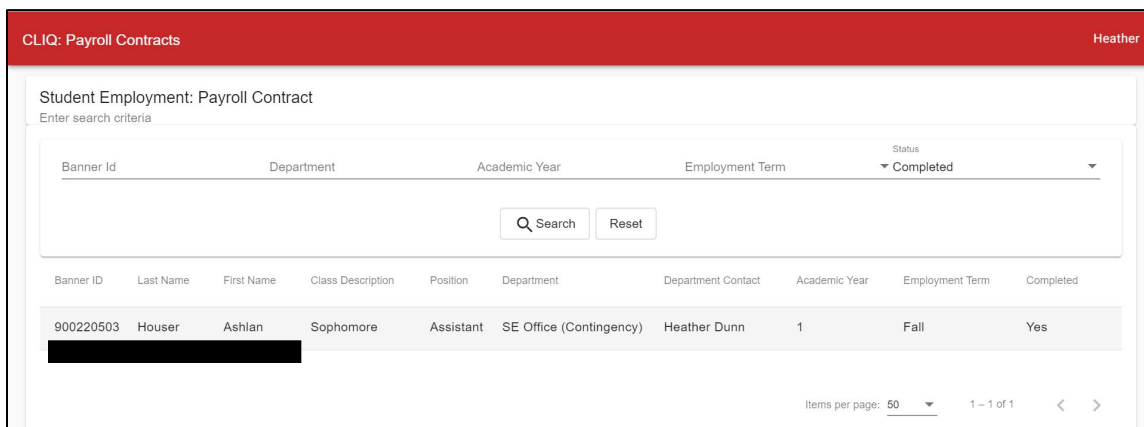 CLIQ: Payroll Contracts Heather
Student Employment: Payroll Contract
Enter search criteria
Status
Banner Id Department Academic Year Employment Term Completed
Search Reset
Banner ID Last Name First Name Class Description Position Department Department Contact Academic Year Employment Term Completed
900220503 Houser Ashlan Sophomore Assistant SE Office (Contingency) Heather Dunn 1 Fall Yes
Items per page: 50 1 – 1 of 1